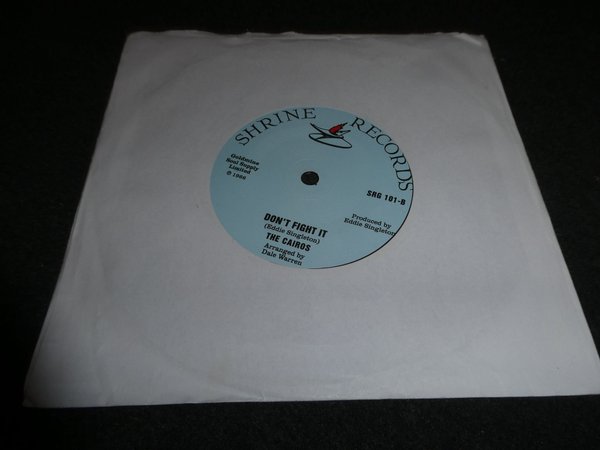 SHRINE RECORDS
Goldmine
Soul Supply
Limited
SRG 101-B
Produced by
Eddie Singleton
DON'T FIGHT IT
(Eddie Singleton)
THE CAIROS
Arranged by
Dale Warren